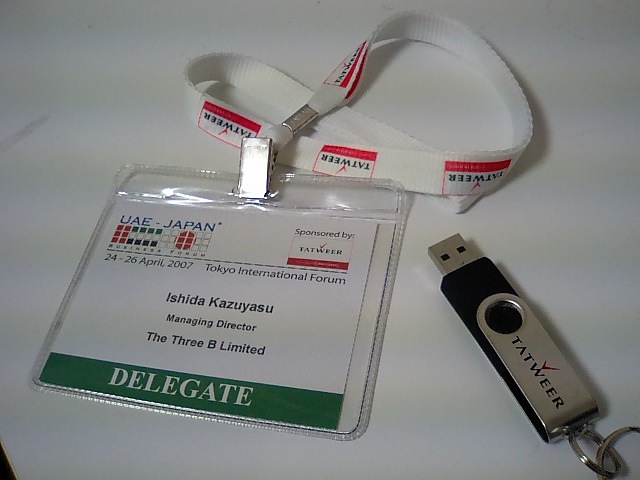 TATWEER
TATWEER
TATWEER
TATWEER
UAE - JAPAN
BUSINESS FORUM
Sponsored by:
TATWEER
24 - 26 April, 2007 Tokyo International Forum
Ishida Kazuyasu
Managing Director
The Three B Limited
DELEGATE
TATWEER